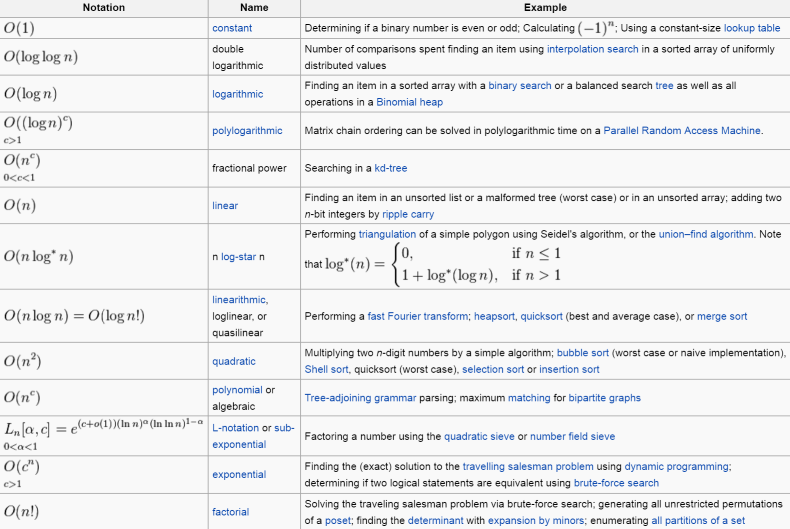 Notation Name Example
O(1) constant Determining if a binary number is even or odd; Calculating (−1)ⁿ; Using a constant-size lookup table
O(log log n) double logarithmic Number of comparisons spent finding an item using interpolation search in a sorted array of uniformly
distributed values
O(log n) logarithmic Finding an item in a sorted array with a binary search or a balanced search tree as well as all
operations in a Binomial heap
O((log n)ᶜ) c>1 polylogarithmic Matrix chain ordering can be solved in polylogarithmic time on a Parallel Random Access Machine.
O(nᶜ) 0<c<1 fractional power Searching in a kd-tree
O(n) linear Finding an item in an unsorted list or a malformed tree (worst case) or in an unsorted array; adding two
n-bit integers by ripple carry
O(n log* n) n log-star n Performing triangulation of a simple polygon using Seidel's algorithm, or the union–find algorithm. Note
that log*(n) = { 0, if n ≤ 1
1 + log*(log n), if n > 1
O(n log n) = O(log n!) linearithmic, loglinear, or quasilinear Performing a fast Fourier transform; heapsort, quicksort (best and average case), or merge sort
O(n²) quadratic Multiplying two n-digit numbers by a simple algorithm; bubble sort (worst case or naive implementation),
Shell sort, quicksort (worst case), selection sort or insertion sort
O(nᶜ) polynomial or algebraic Tree-adjoining grammar parsing; maximum matching for bipartite graphs
Lₙ[α, c] = e^(c+o(1))(ln n)^α(ln ln n)^1−α 0<α<1 L-notation or sub-exponential Factoring a number using the quadratic sieve or number field sieve
O(cⁿ) c>1 exponential Finding the (exact) solution to the travelling salesman problem using dynamic programming;
determining if two logical statements are equivalent using brute-force search
O(n!) factorial Solving the traveling salesman problem via brute-force search; generating all unrestricted permutations
of a poset; finding the determinant with expansion by minors; enumerating all partitions of a set